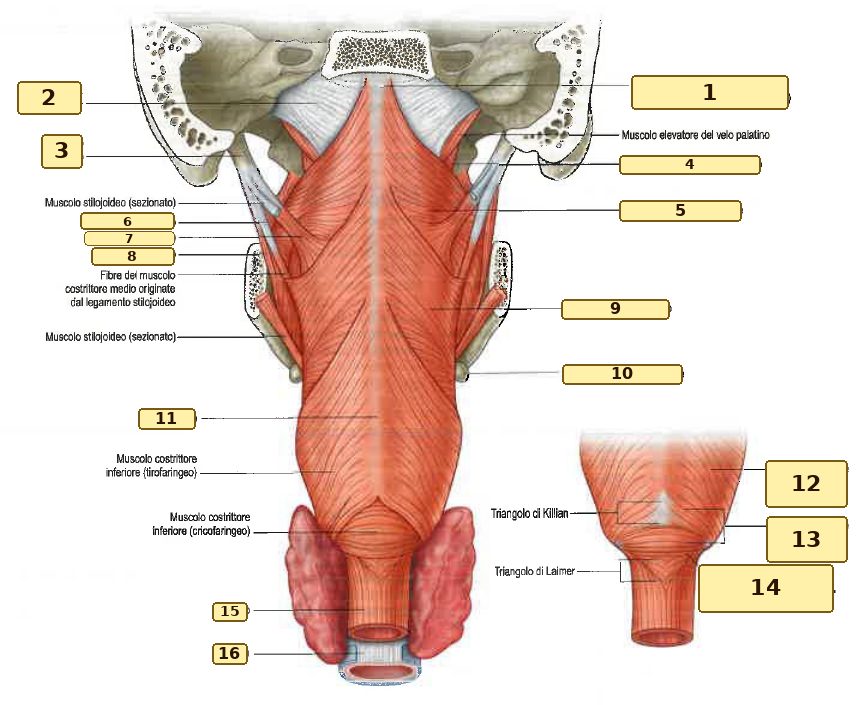 1
2
Muscolo elevatore del velo palatino
3
4
Muscolo stilojoideo (sezionato)
5
6
7
8
Fibre del muscolo
costrittore medio originate
dal legamento stilojoideo
9
Muscolo stilojoideo (sezionato)
10
11
Muscolo costrittore
inferiore (tirofaringeo)
12
Triangolo di Killian
Muscolo costrittore
inferiore (cricofaringeo)
13
Triangolo di Laimer
14
15
16